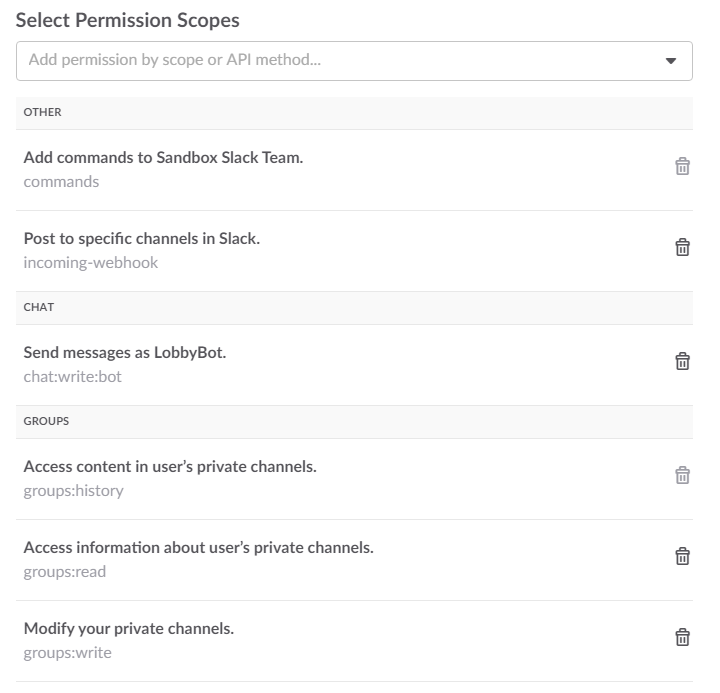 Select Permission Scopes
Add permission by scope or API method...
OTHER
Add commands to Sandbox Slack Team.
commands
Post to specific channels in Slack.
incoming-webhook
CHAT
Send messages as LobbyBot.
chat:write:bot
GROUPS
Access content in user’s private channels.
groups:history
Access information about user’s private channels.
groups:read
Modify your private channels.
groups:write